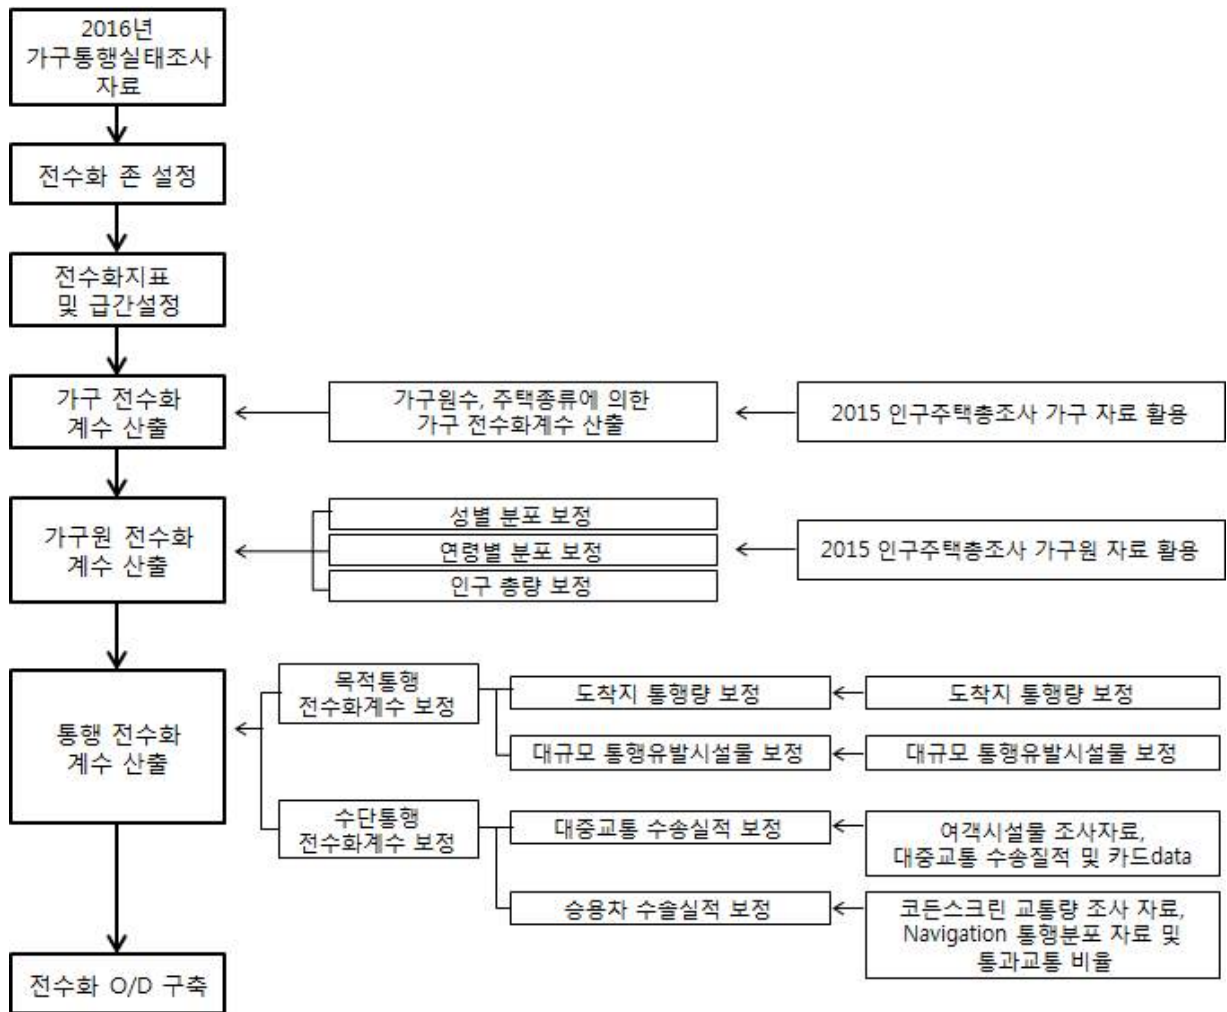 2016년
가구통행실태조사
자료
전수화 존 설정
전수화지표
및 급간설정
가구 전수화
계수 산출
가구원수, 주택종류에 의한
가구 전수화계수 산출
2015 인구주택총조사 가구 자료 활용
가구원 전수화
계수 산출
성별 분포 보정
연령별 분포 보정
인구 총량 보정
2015 인구주택총조사 가구원 자료 활용
통행 전수화
계수 산출
목적통행
전수화계수 보정
도착지 통행량 보정
도착지 통행량 보정
대규모 통행유발시설물 보정
대규모 통행유발시설물 보정
수단통행
전수화계수 보정
대중교통 수송실적 보정
여객시설물 조사자료,
대중교통 수송질적 및 카드data
승용차 수솔실적 보정
코든스크린 교통량 조사 자료,
Navigation 통행분포 자료 및
통과교통 비율
전수화 O/D 구축